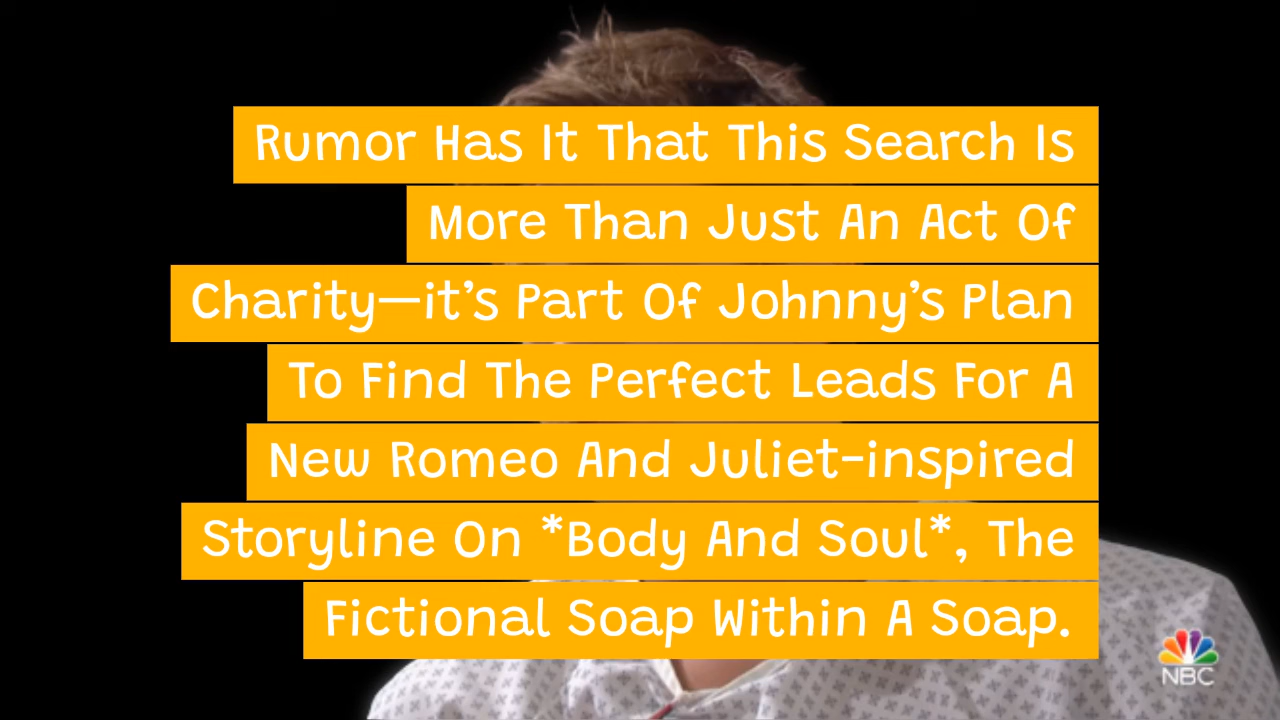 Rumor Has It That This Search Is
More Than Just An Act Of
Charity—it’s Part Of Johnny’s Plan
To Find The Perfect Leads For A
New Romeo And Juliet-inspired
Storyline On *Body And Soul*, The
Fictional Soap Within A Soap.
NBC